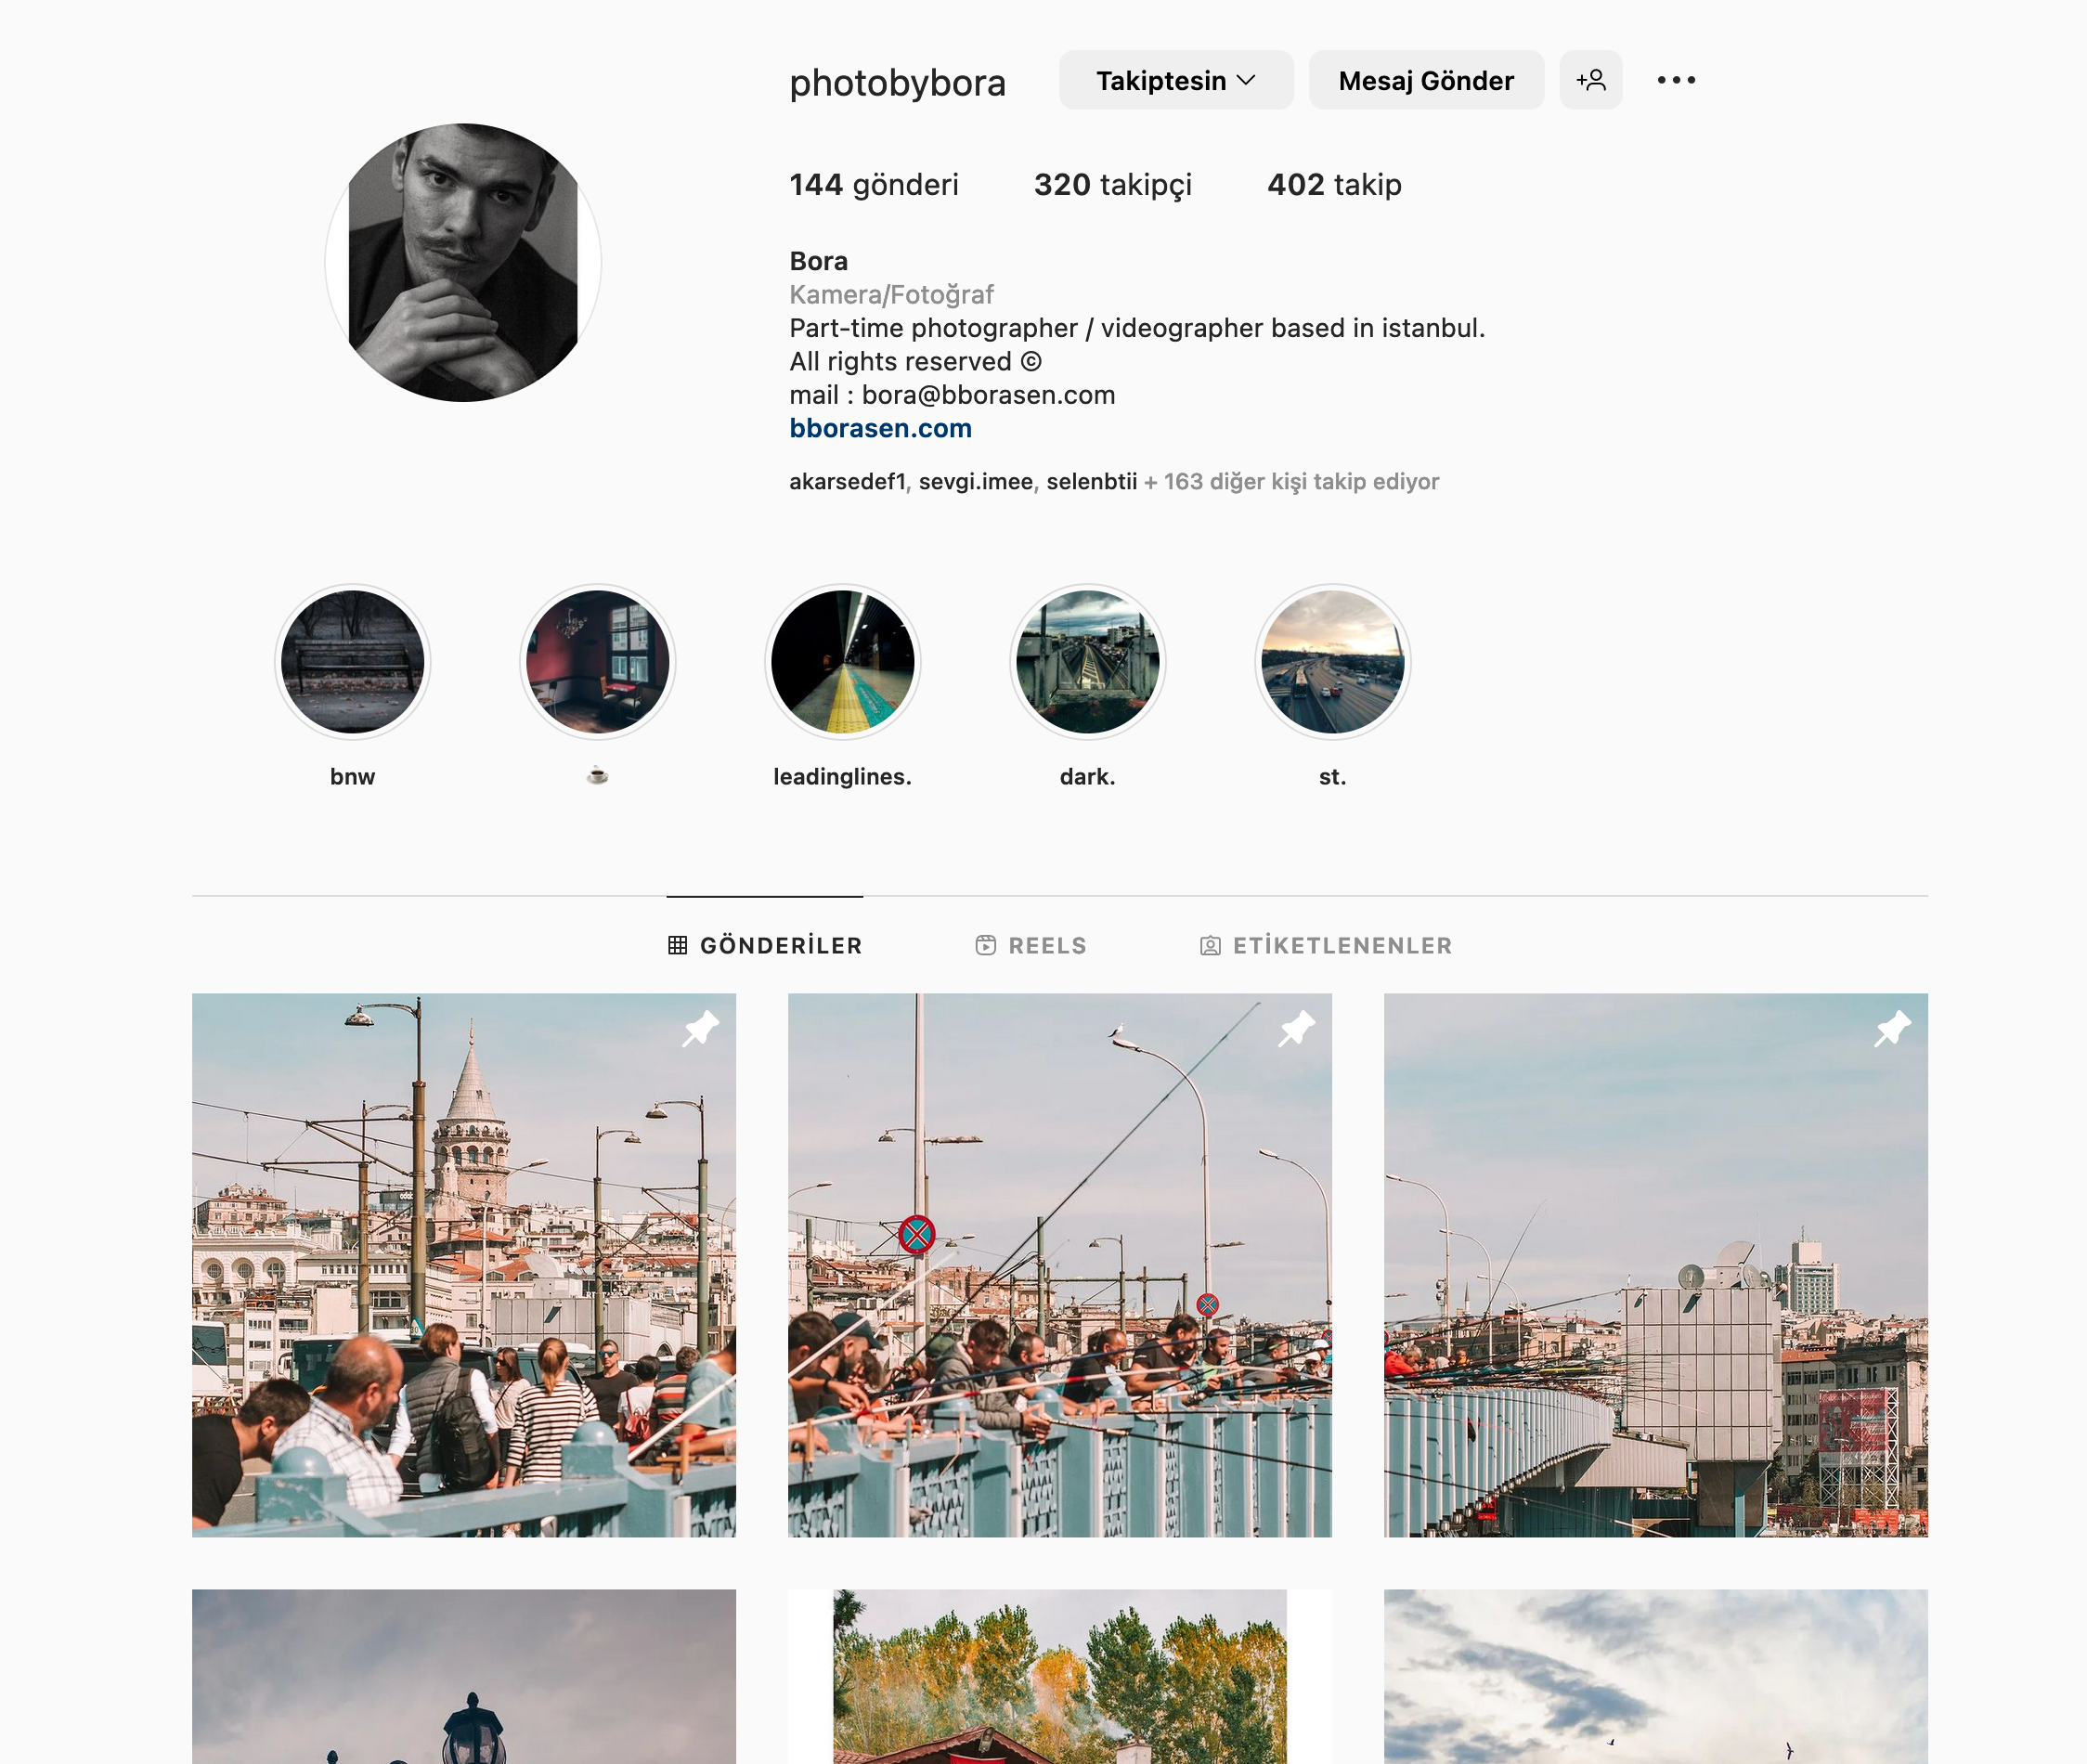 photobybora Takiptesin Mesaj Gönder
144 gönderi 320 takipçi 402 takip
Bora
Kamera/Fotoğraf
Part-time photographer / videographer based in istanbul.
All rights reserved ©
mail : bora@bborasen.com
bborasen.com
akarsedef1, sevgi.imee, selenbtii + 163 diğer kişi takip ediyor
bnw ☕ leadinglines. dark. st.
GÖNDERİLER REELS ETİKETLENENLER